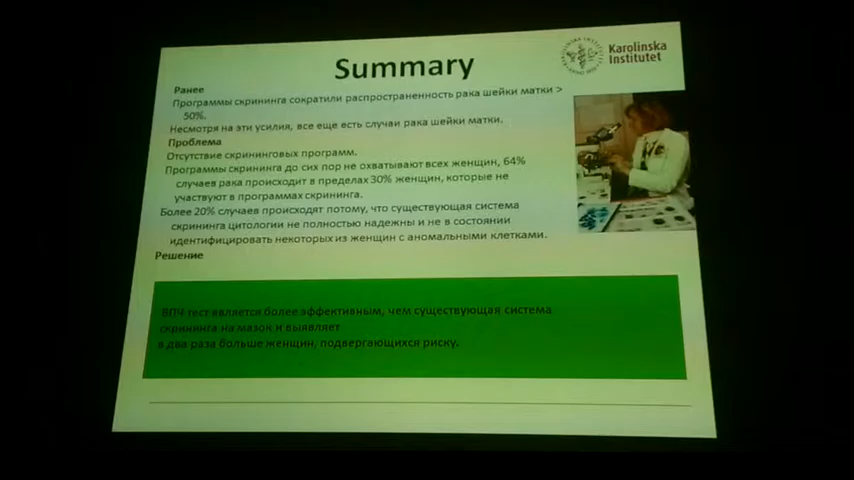 Summary
Karolinska
Institutet
Ранее
Программы скрининга сократили распространенность рака шейки матки >
50%.
Несмотря на эти усилия, все еще есть случаи рака шейки матки.
Проблема
Отсутствие скрининговых программ.
Программы скрининга до сих пор не охватывают всех женщин, 64%
случаев рака происходит в пределах 30% женщин, которые не
участвуют в программах скрининга.
Более 20% случаев происходят потому, что существующая система
скрининга цитологии не полностью надежны и не в состоянии
идентифицировать некоторых из женщин с аномальными клетками.
Решение
ВПЧ тест является более эффективным, чем существующая система
скрининга на мазок и выявляет
а два раза больше женщин, подвергающихся риску.